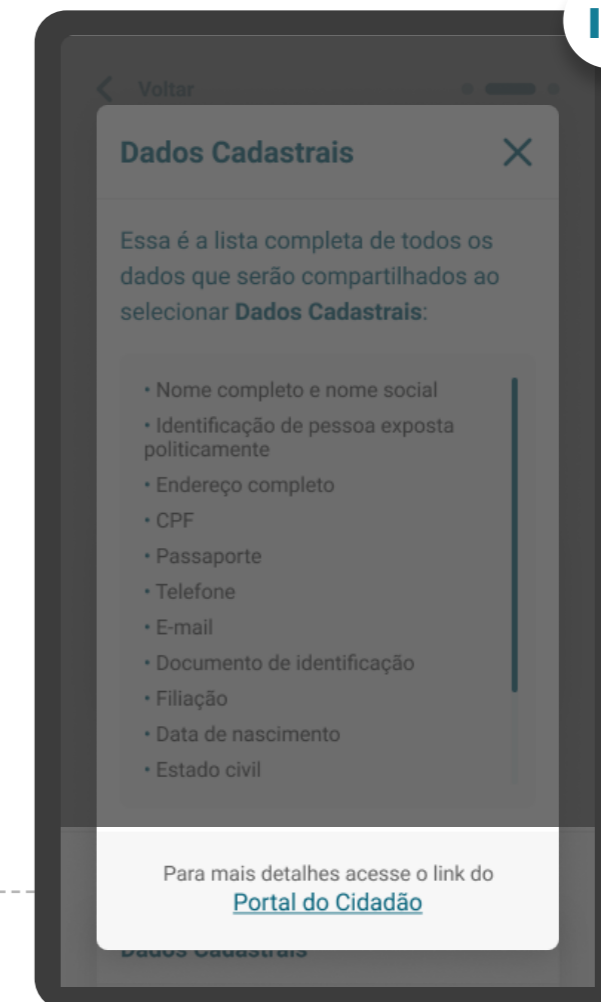 Voltar
Dados Cadastrais
Essa é a lista completa de todos os
dados que serão compartilhados ao
selecionar Dados Cadastrais:
• Nome completo e nome social
• Identificação de pessoa exposta
politicamente
• Endereço completo
• CPF
• Passaporte
• Telefone
• E-mail
• Documento de identificação
• Filiação
• Data de nascimento
• Estado civil
Para mais detalhes acesse o link do
Portal do Cidadão
Dados Cadastrais